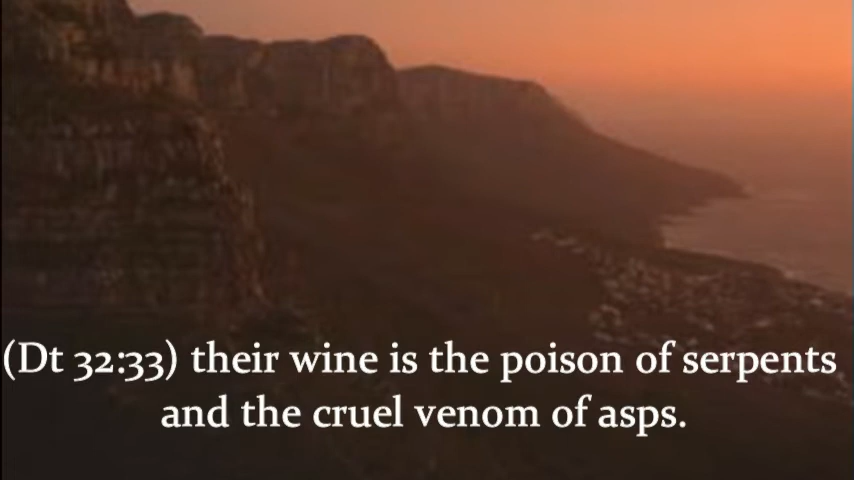 (Dt 32:33) their wine is the poison of serpents
and the cruel venom of asps.